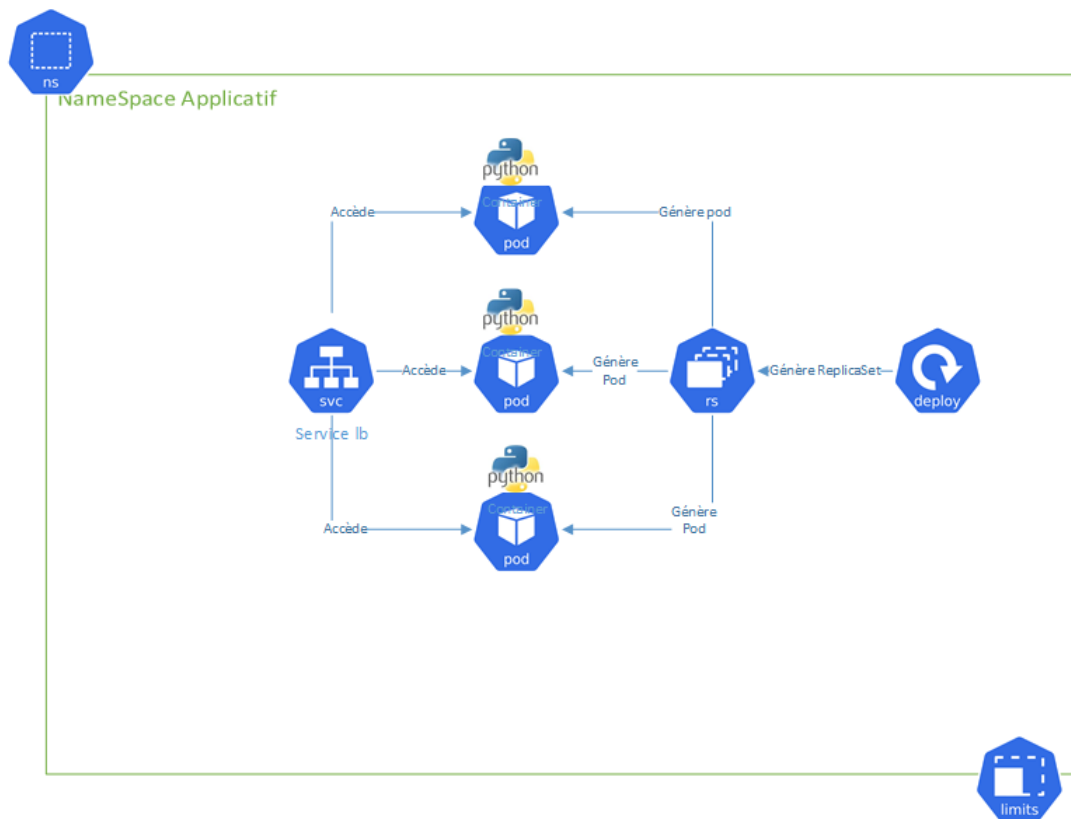 ns
NameSpace Applicatif
python
Container
pod
Accède
Génère pod
python
Container
pod
Accède
Génère
Pod
svc
Service lb
rs
Génère ReplicaSet
deploy
python
Container
pod
Accède
Génère
Pod
limits